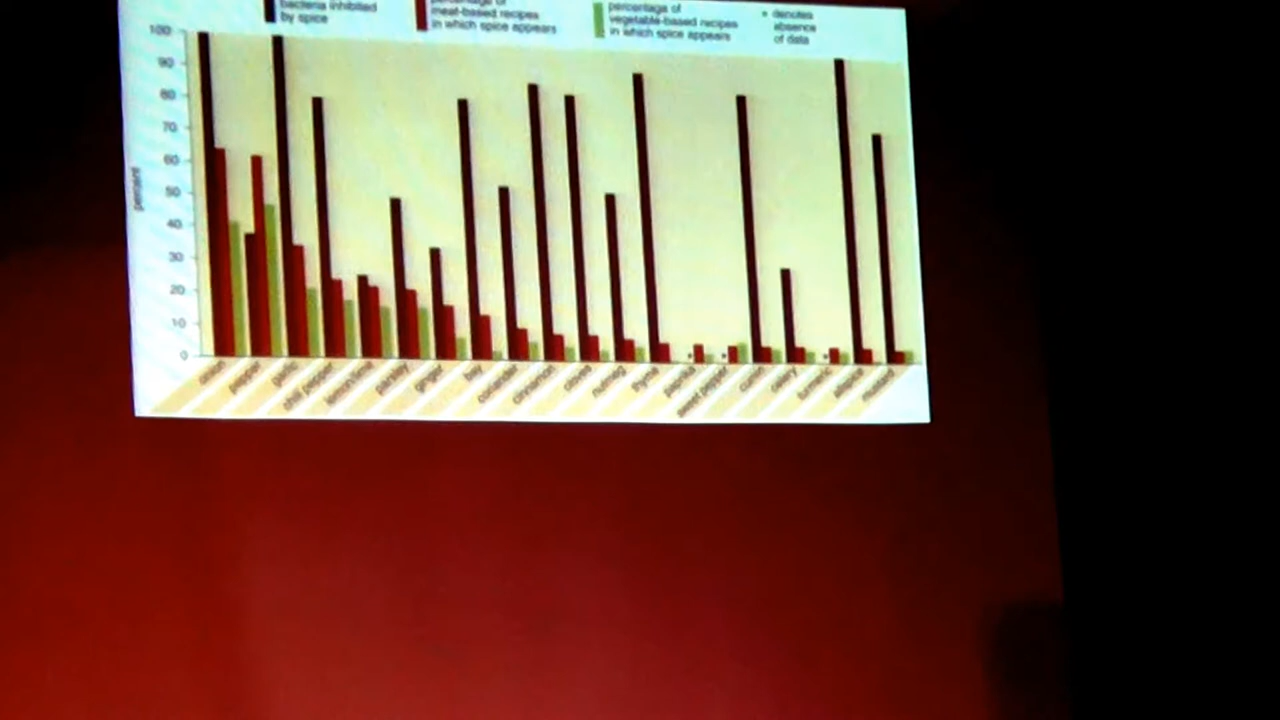 bacteria inhibited
by spice
percentage of
meat-based recipes
in which spice appears
percentage of
vegetable-based recipes
in which spice appears
* denotes
absence
of data
percent
100
90
80
70
60
50
40
30
20
10
0
onion
pepper
garlic
chili pepper
lemon/lime
parsley
ginger
bay
coriander
cinnamon
cloves
nutmeg
thyme
paprika
sweet pepper
cumin
celery
turmeric
allspice
mustard